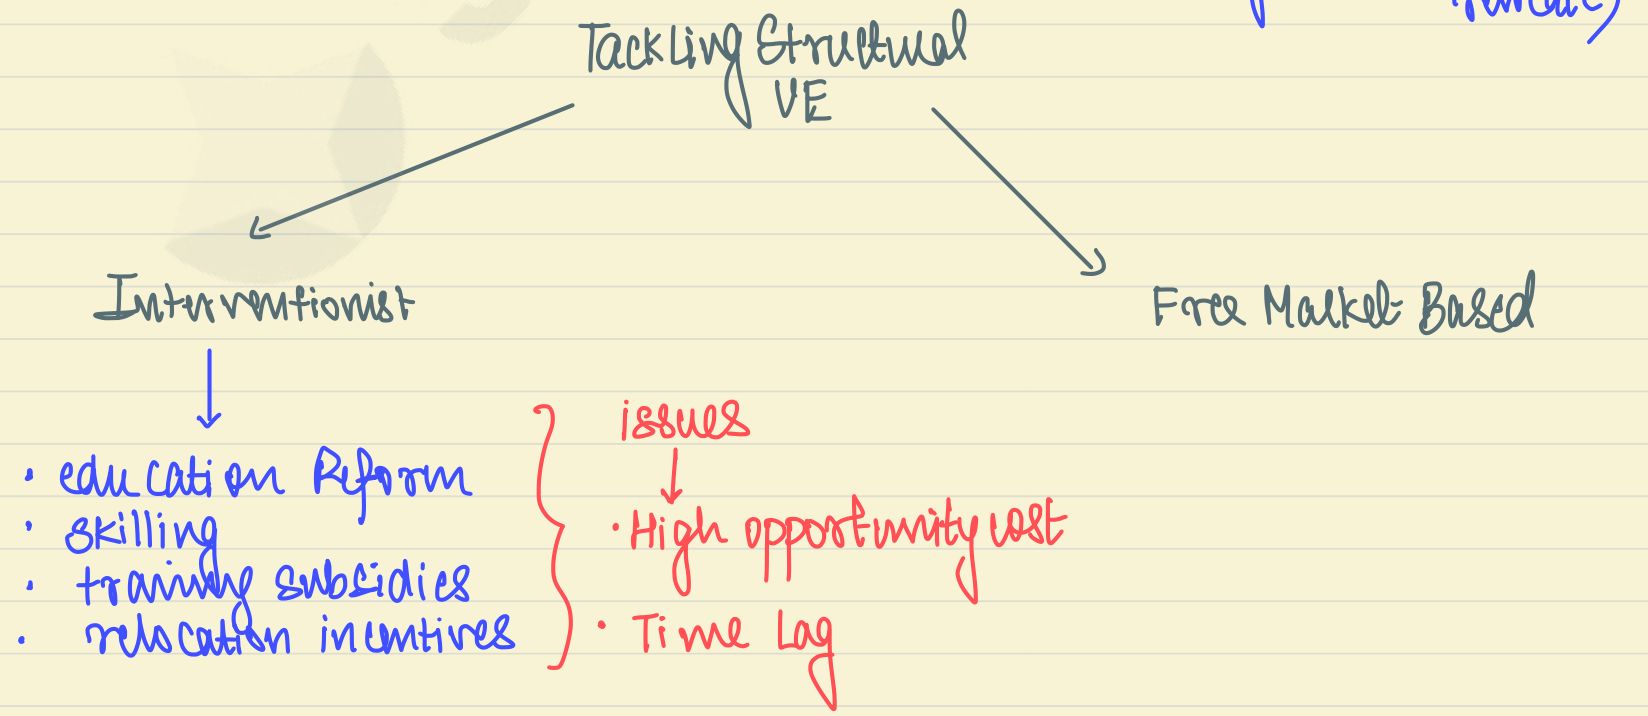 Tackling Structural
UE
Interventionist
Free Market Based
· education Reform
· skilling
· training subsidies
· relocation incentives
issues
· High opportunity cost
· Time Lag